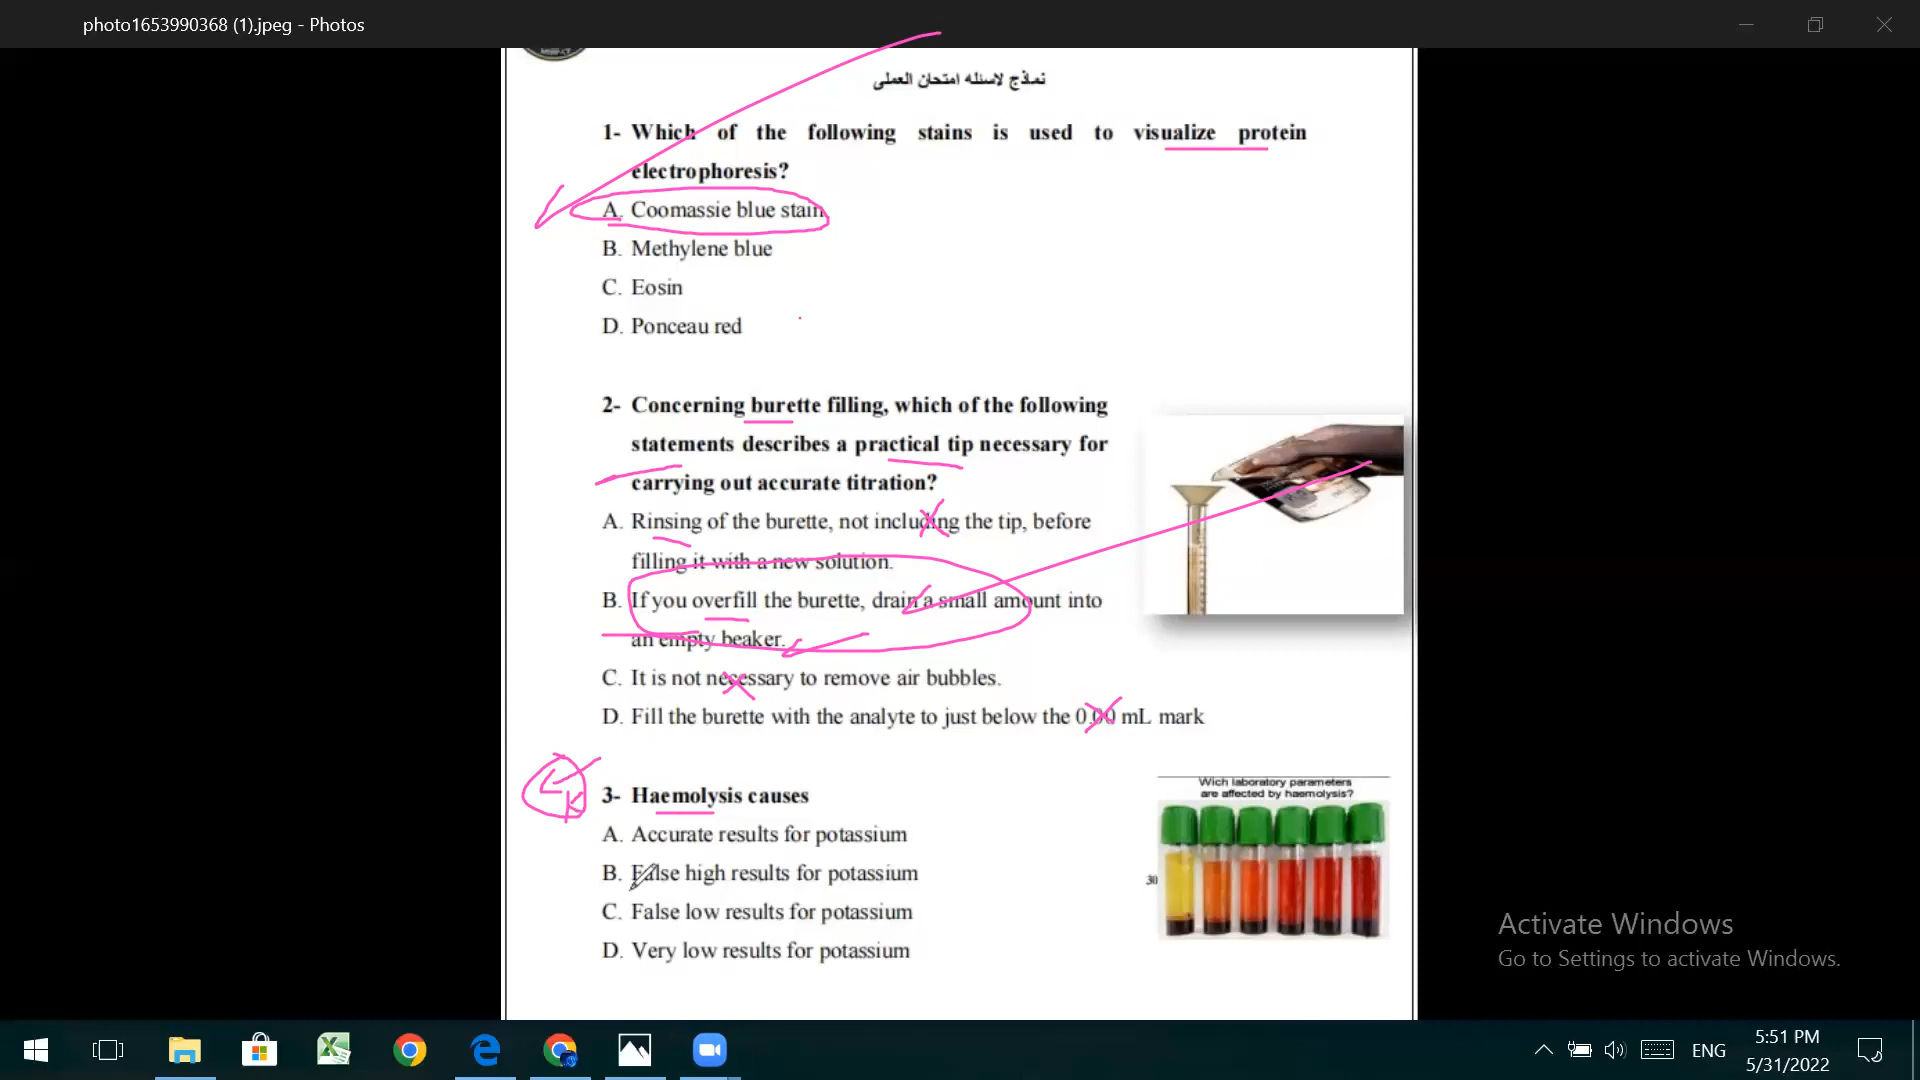 photo1653990368 (1).jpeg - Photos
نماذج لاسئله امتحان العملى
1- Which of the following stains is used to visualize protein
electrophoresis?
A. Coomassie blue stain
B. Methylene blue
C. Eosin
D. Ponceau red
2- Concerning burette filling, which of the following
statements describes a practical tip necessary for
carrying out accurate titration?
A. Rinsing of the burette, not including the tip, before
filling it with a new solution.
B. If you overfill the burette, drain a small amount into
an empty beaker.
C. It is not necessary to remove air bubbles.
D. Fill the burette with the analyte to just below the 0.00 mL mark
K
3- Haemolysis causes
A. Accurate results for potassium
B. False high results for potassium
C. False low results for potassium
D. Very low results for potassium
Wich laboratory parameters
are affected by haemolysis?
30
Activate Windows
Go to Settings to activate Windows.
ENG
5:51 PM
5/31/2022